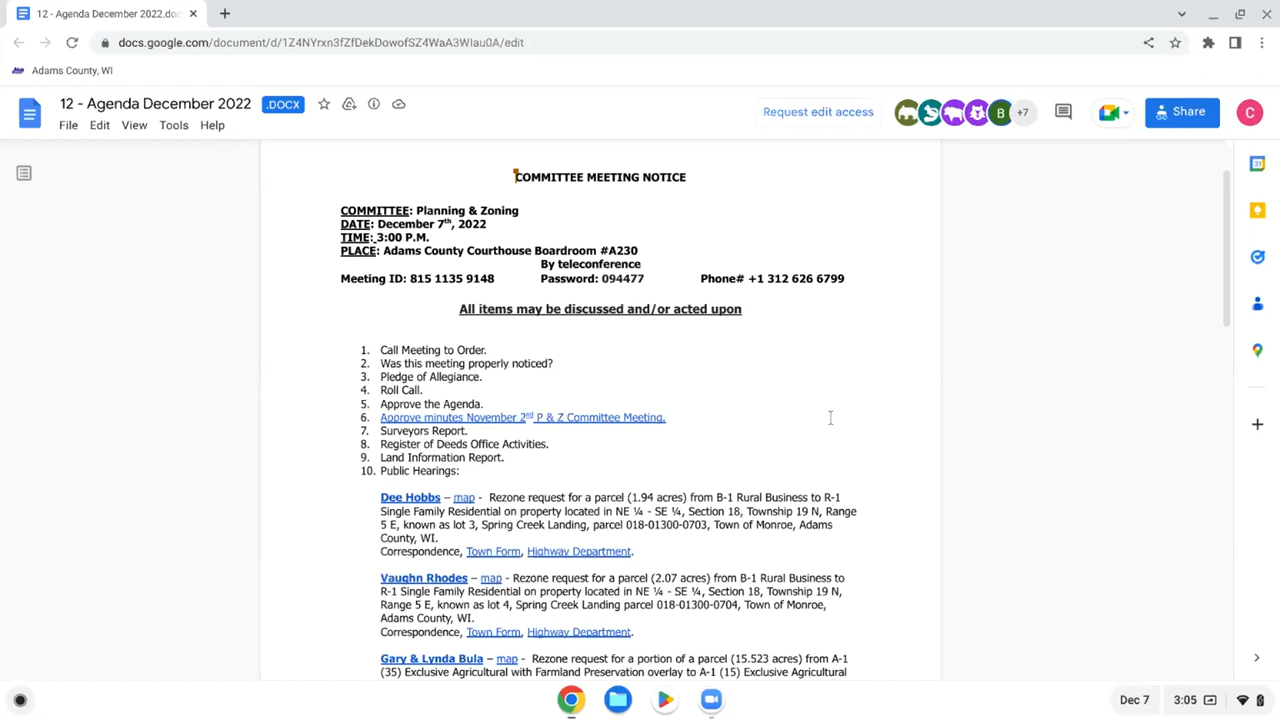 12 - Agenda December 2022.doc
docs.google.com/document/d/1Z4NYrxn3fZfDekDowofSZ4WaA3WIau0A/edit
Adams County, WI
12 - Agenda December 2022 .DOCX
Request edit access
B
+7
Share
C
File Edit View Tools Help
31
COMMITTEE MEETING NOTICE
COMMITTEE: Planning & Zoning
DATE: December 7th, 2022
TIME: 3:00 P.M.
PLACE: Adams County Courthouse Boardroom #A230
By teleconference
Meeting ID: 815 1135 9148 Password: 094477 Phone# +1 312 626 6799
All items may be discussed and/or acted upon
1. Call Meeting to Order.
2. Was this meeting properly noticed?
3. Pledge of Allegiance.
4. Roll Call.
5. Approve the Agenda.
6. Approve minutes November 2nd P & Z Committee Meeting.
7. Surveyors Report.
8. Register of Deeds Office Activities.
9. Land Information Report.
10. Public Hearings:
Dee Hobbs – map - Rezone request for a parcel (1.94 acres) from B-1 Rural Business to R-1
Single Family Residential on property located in NE ¼ - SE ¼, Section 18, Township 19 N, Range
5 E, known as lot 3, Spring Creek Landing, parcel 018-01300-0703, Town of Monroe, Adams
County, WI.
Correspondence, Town Form, Highway Department.
Vaughn Rhodes – map - Rezone request for a parcel (2.07 acres) from B-1 Rural Business to
R-1 Single Family Residential on property located in NE ¼ - SE ¼, Section 18, Township 19 N,
Range 5 E, known as lot 4, Spring Creek Landing parcel 018-01300-0704, Town of Monroe,
Adams County, WI.
Correspondence, Town Form, Highway Department.
Gary & Lynda Bula – map - Rezone request for a portion of a parcel (15.523 acres) from A-1
(35) Exclusive Agricultural with Farmland Preservation overlay to A-1 (15) Exclusive Agricultural
Dec 7 3:05